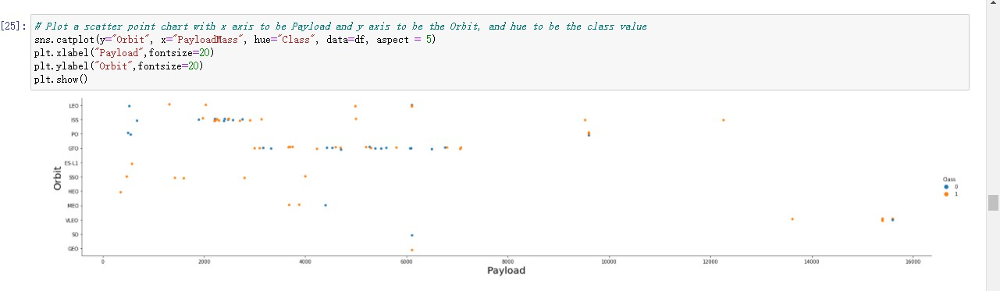 [25]:
# Plot a scatter point chart with x axis to be Payload and y axis to be the Orbit, and hue to be the class value
sns.catplot(y="Orbit", x="PayloadMass", hue="Class", data=df, aspect = 5)
plt.xlabel("Payload",fontsize=20)
plt.ylabel("Orbit",fontsize=20)
plt.show()
LEO
ISS
PO
GTO
ES-L1
SSO
HEO
MEO
VLEO
SO
GEO
Orbit
Class
0
1
0 2000 4000 6000 8000 10000 12000 14000 16000
Payload